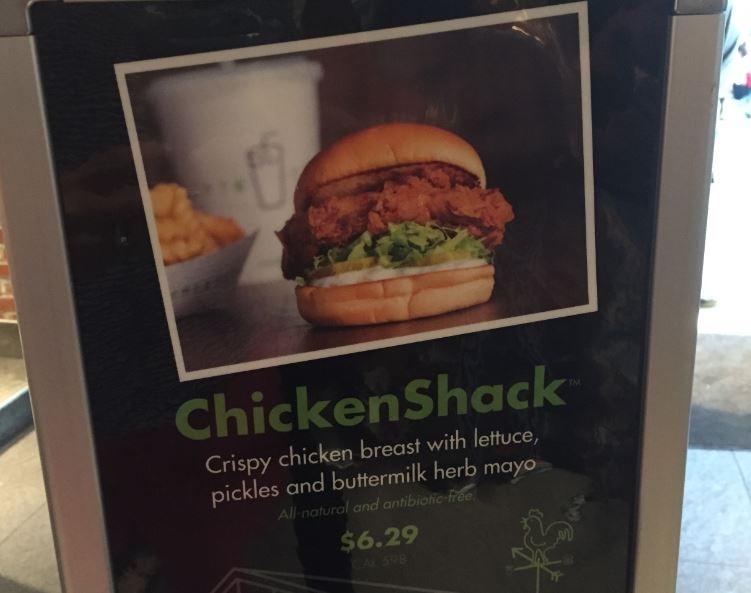 ChickenShack™
Crispy chicken breast with lettuce,
pickles and buttermilk herb mayo
All-natural and antibiotic-free.
$6.29
CAL 598